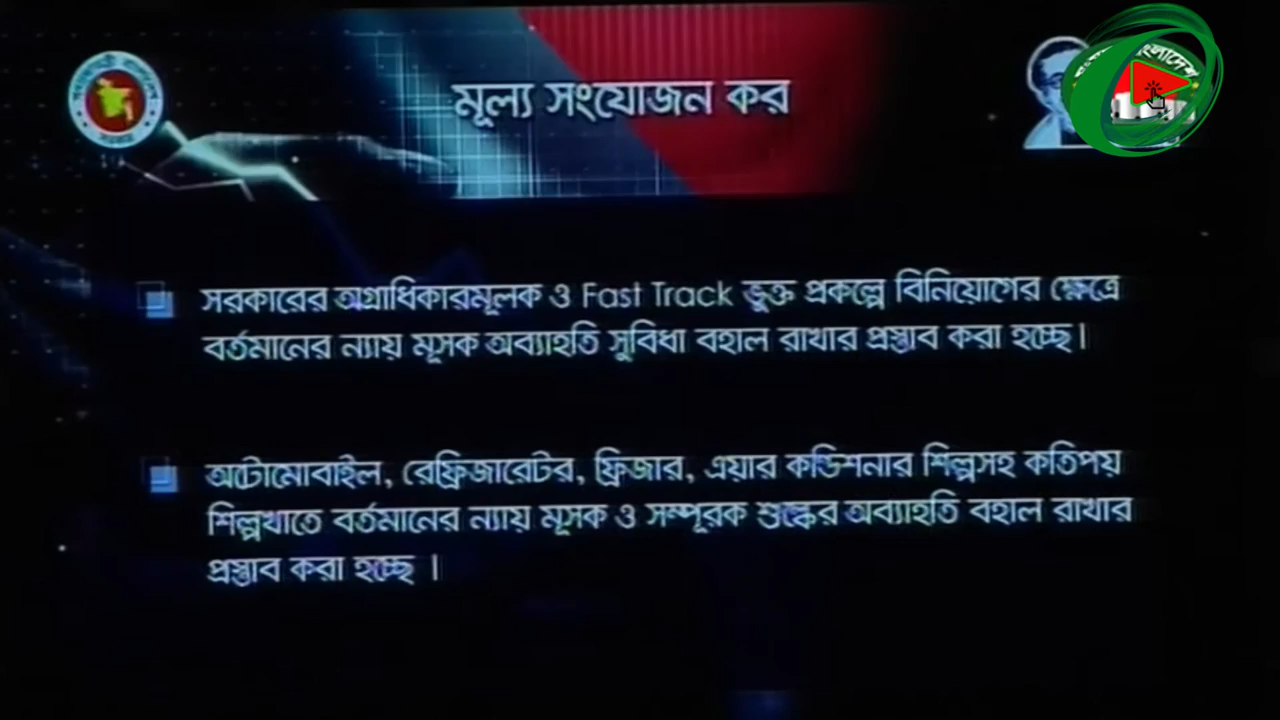 মূল্য সংযোজন কর
সরকারের অগ্রাধিকারমূলক ও Fast Track ভুক্ত প্রকল্পে বিনিয়োগের ক্ষেত্রে
বর্তমানের ন্যায় মূসক অব্যাহতি সুবিধা বহাল রাখার প্রস্তাব করা হচ্ছে।
অটোমোবাইল, রেফ্রিজারেটর, ফ্রিজার, এয়ার কন্ডিশনার শিল্পসহ কতিপয়
শিল্পখাতে বর্তমানের ন্যায় মূসক ও সম্পূরক শুল্কের অব্যাহতি বহাল রাখার
প্রস্তাব করা হচ্ছে ।